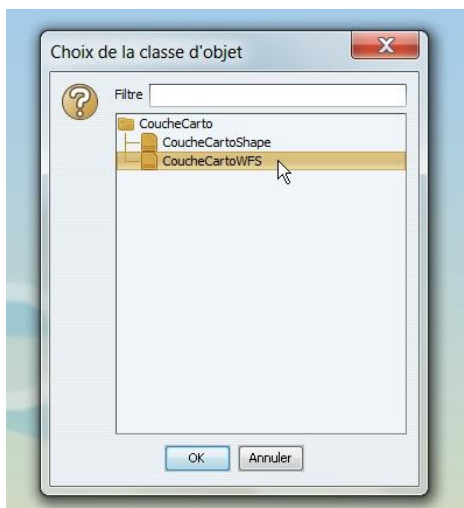 Choix de la classe d'objet
Filtre
CoucheCarto
CoucheCartoShape
CoucheCartoWFS
OK Annuler